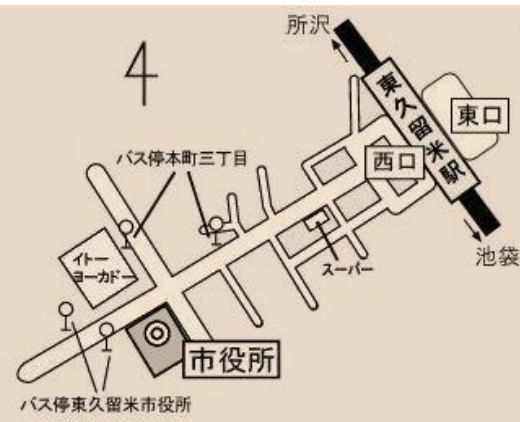 所沢
東久留米駅
東口
西口
池袋
バス停本町三丁目
スーパー
イトー
ヨーカドー
市役所
バス停東久留米市役所